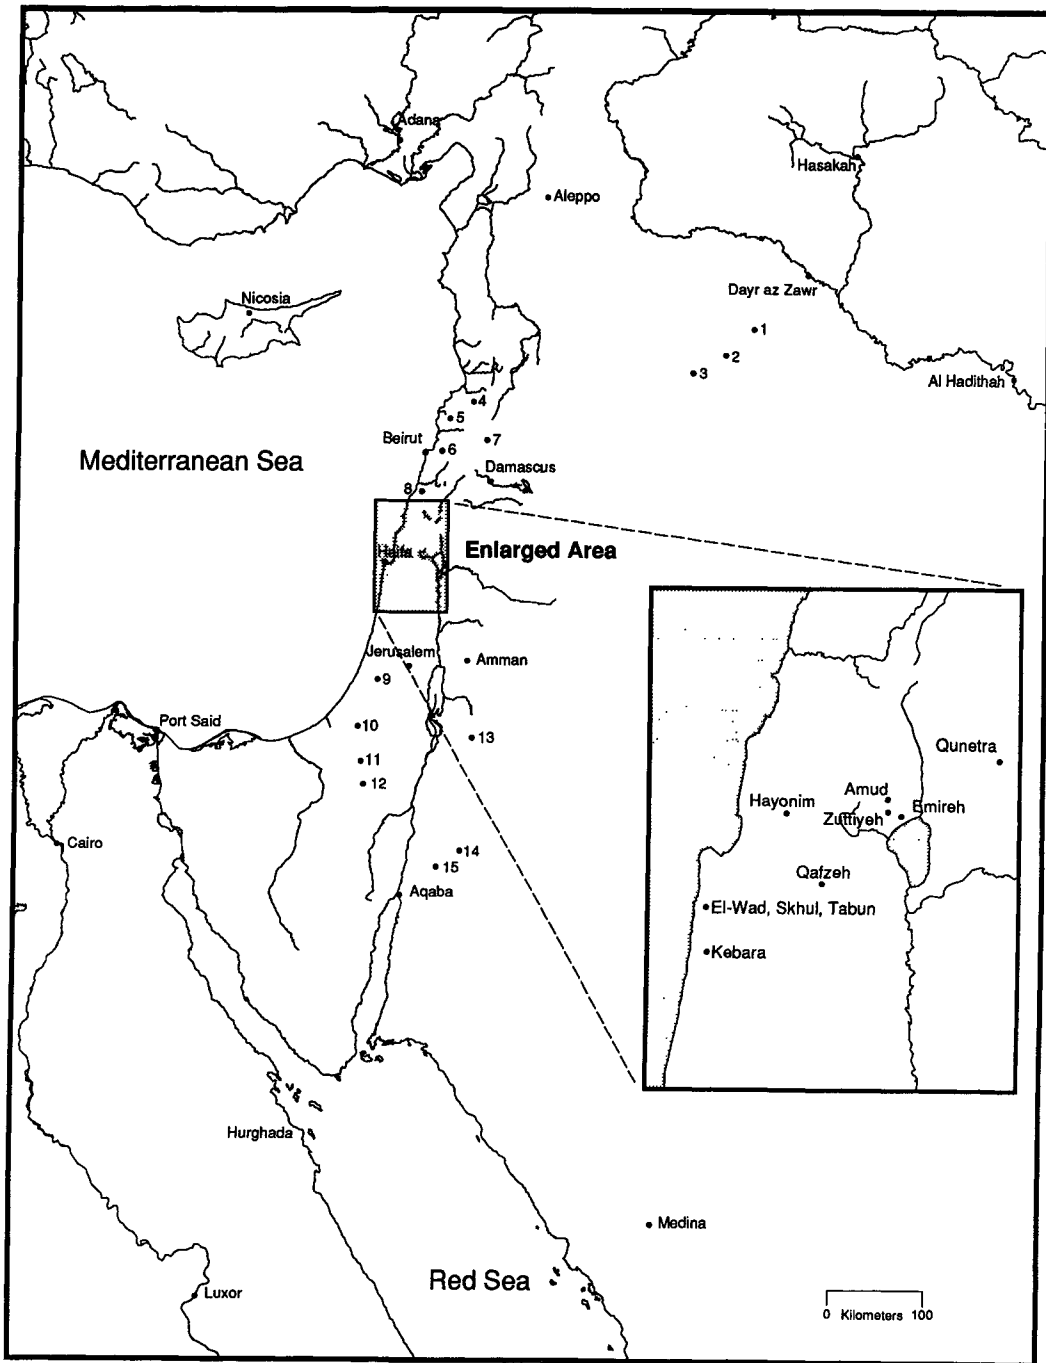 Adana
Hasakah
Aleppo
Dayr az Zawr
Nicosia
1
2
3
Al Hadithah
4
5
Beirut
6
7
Mediterranean Sea
Damascus
8
Haifa
Enlarged Area
Jerusalem
Amman
9
Port Said
10
13
11
12
Cairo
14
15
Aqaba
Qunetra
Amud
Hayonim
Emireh
Zuttiyeh
Qafzeh
El-Wad, Skhul, Tabun
Kebara
Hurghada
Medina
Red Sea
Luxor
0 Kilometers 100